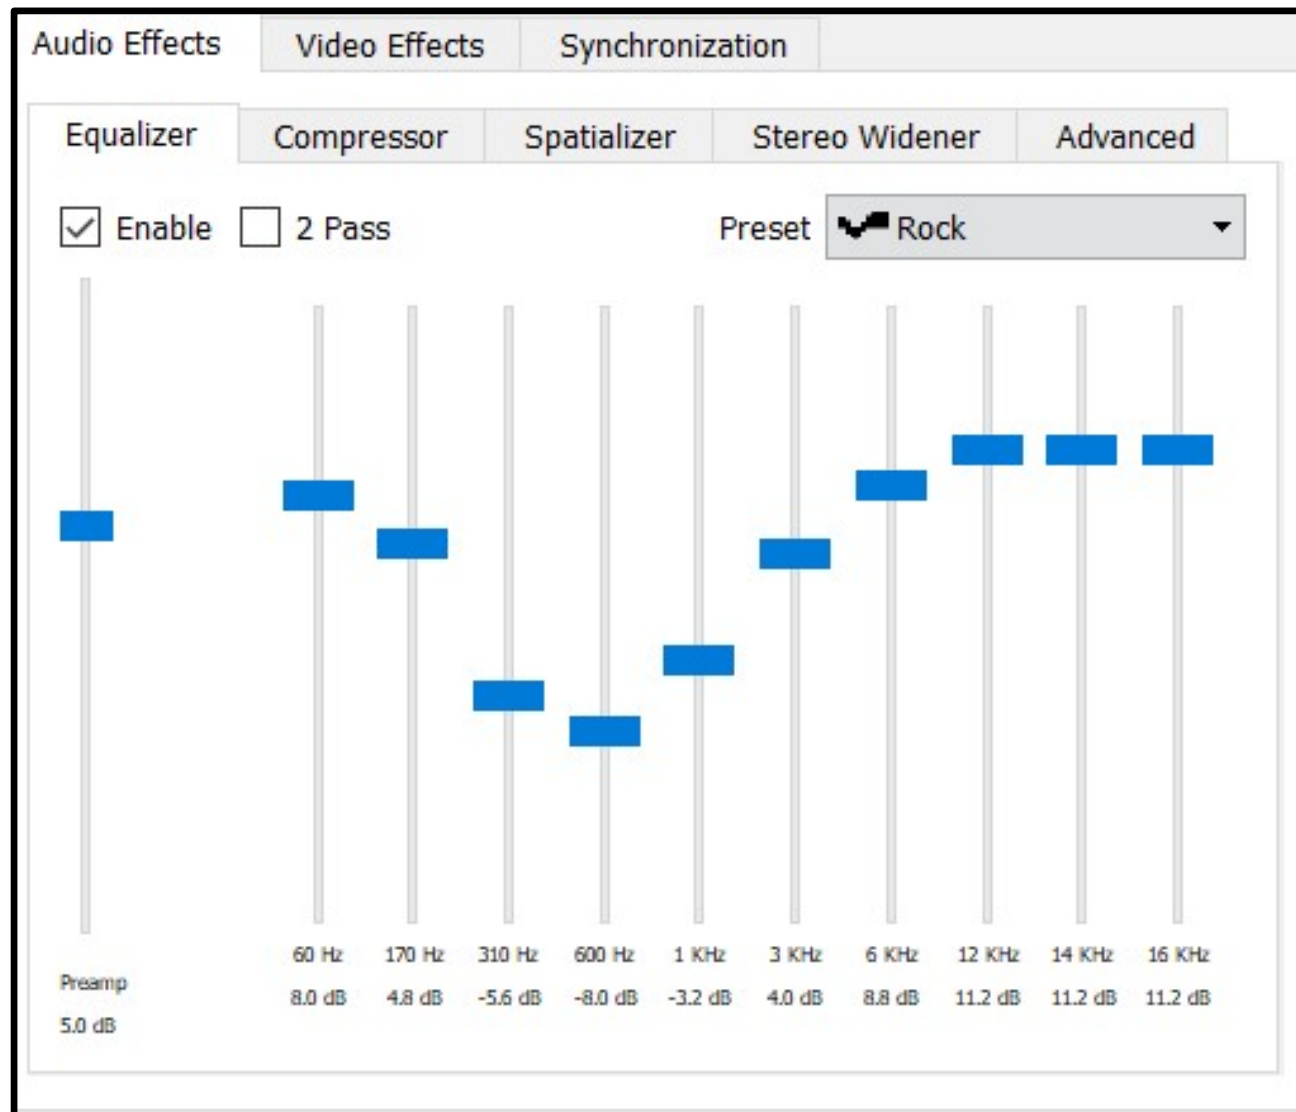 Audio Effects Video Effects Synchronization
Equalizer Compressor Spatializer Stereo Widener Advanced
Enable 2 Pass Preset Rock
60 Hz 170 Hz 310 Hz 600 Hz 1 KHz 3 KHz 6 KHz 12 KHz 14 KHz 16 KHz
Preamp
8.0 dB 4.8 dB -5.6 dB -8.0 dB -3.2 dB 4.0 dB 8.8 dB 11.2 dB 11.2 dB 11.2 dB
5.0 dB